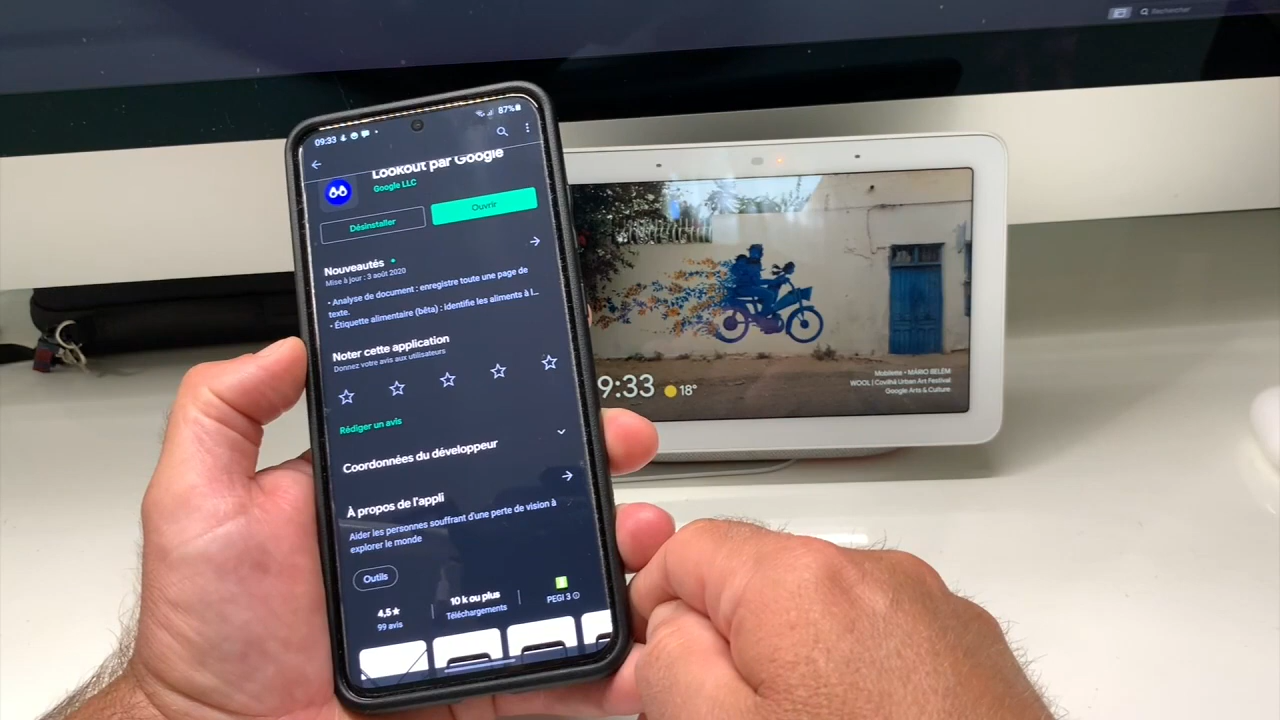 Rechercher
09:33
87%
Lookout par Google
Google LLC
Désinstaller
Ouvrir
Nouveautés
Mise à jour : 3 août 2020
• Analyse de document : enregistre toute une page de
texte.
• Étiquette alimentaire (bêta) : identifie les aliments à l...
Noter cette application
Donnez votre avis aux utilisateurs
Rédiger un avis
Coordonnées du développeur
À propos de l'appli
Aider les personnes souffrant d'une perte de vision à
explorer le monde
Outils
4,5★
99 avis
10 k ou plus
Téléchargements
PEGI 3
9:33
18°
Mobilette • MÁRIO BELÉM
WOOL | Covilhã Urban Art Festival
Google Arts & Culture